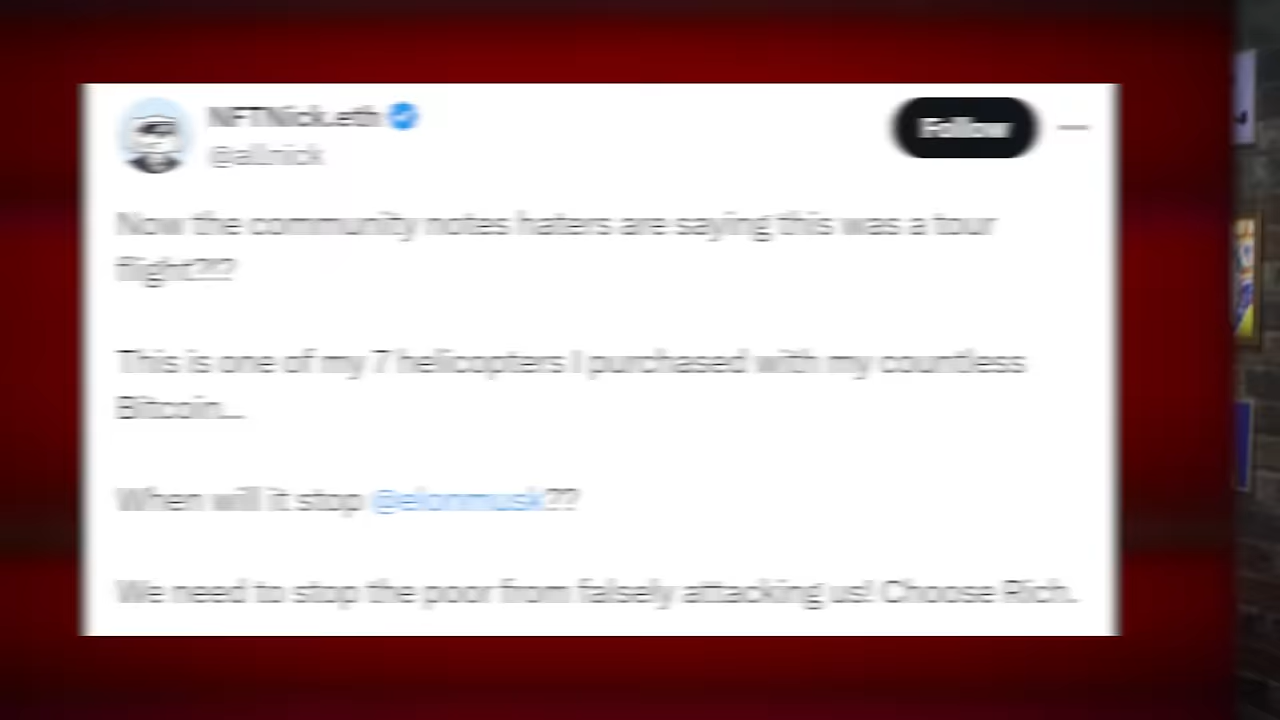 NFTNick.eth
@allnick
Follow
Now the community notes haters are saying this was a tour
flight???
This is one of my 7 helicopters I purchased with my countless
Bitcoin...
When will it stop @elonmusk??
We need to stop the poor from falsely attacking us! Choose Rich.